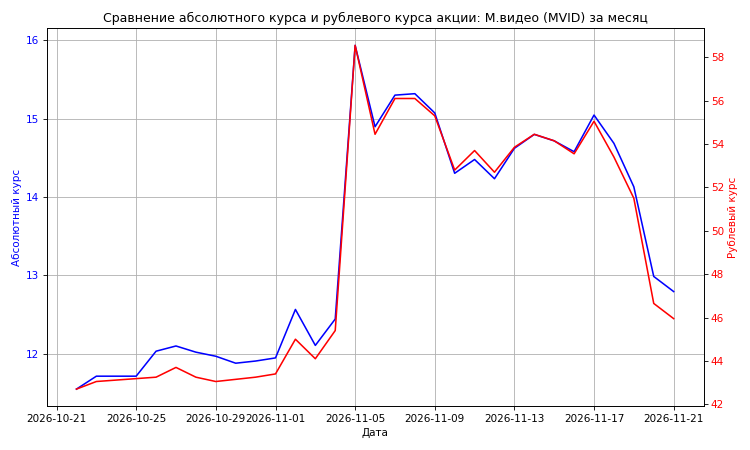 Сравнение абсолютного курса и рублевого курса акции: М.видео (MVID) за месяц
16
15
14
13
12
Абсолютный курс
58
56
54
52
50
48
46
44
42
Рублевый курс
2026-10-21 2026-10-25 2026-10-29 2026-11-01 2026-11-05 2026-11-09 2026-11-13 2026-11-17 2026-11-21
Дата